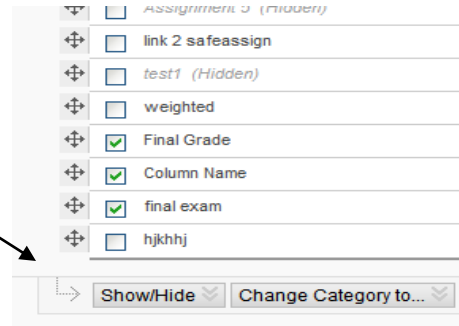 Assignment 5 (Hidden)
link 2 safeassign
test1 (Hidden)
weighted
Final Grade
Column Name
final exam
hjkhhj
Show/Hide Change Category to...